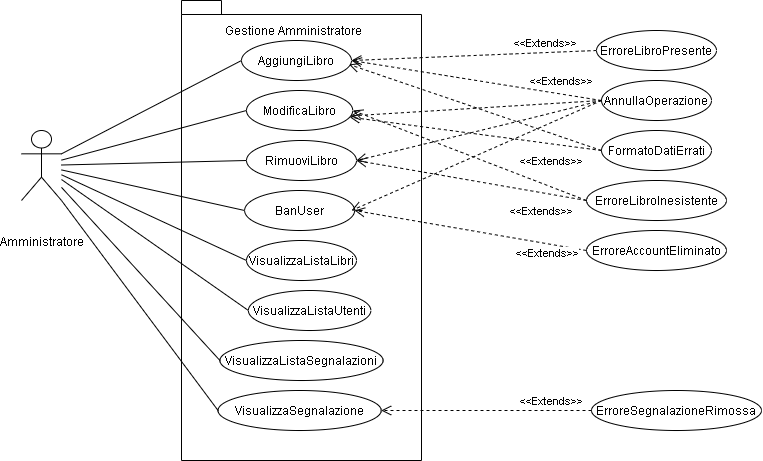 Gestione Amministratore
<<Extends>>
ErroreLibroPresente
AggiungiLibro
<<Extends>>
AnnullaOperazione
ModificaLibro
FormatoDatiErrati
RimuoviLibro
<<Extends>>
ErroreLibroInesistente
BanUser
<<Extends>>
Amministratore
ErroreAccountEliminato
<<Extends>>
VisualizzaListaLibri
VisualizzaListaUtenti
VisualizzaListaSegnalazioni
<<Extends>>
VisualizzaSegnalazione
ErroreSegnalazioneRimossa